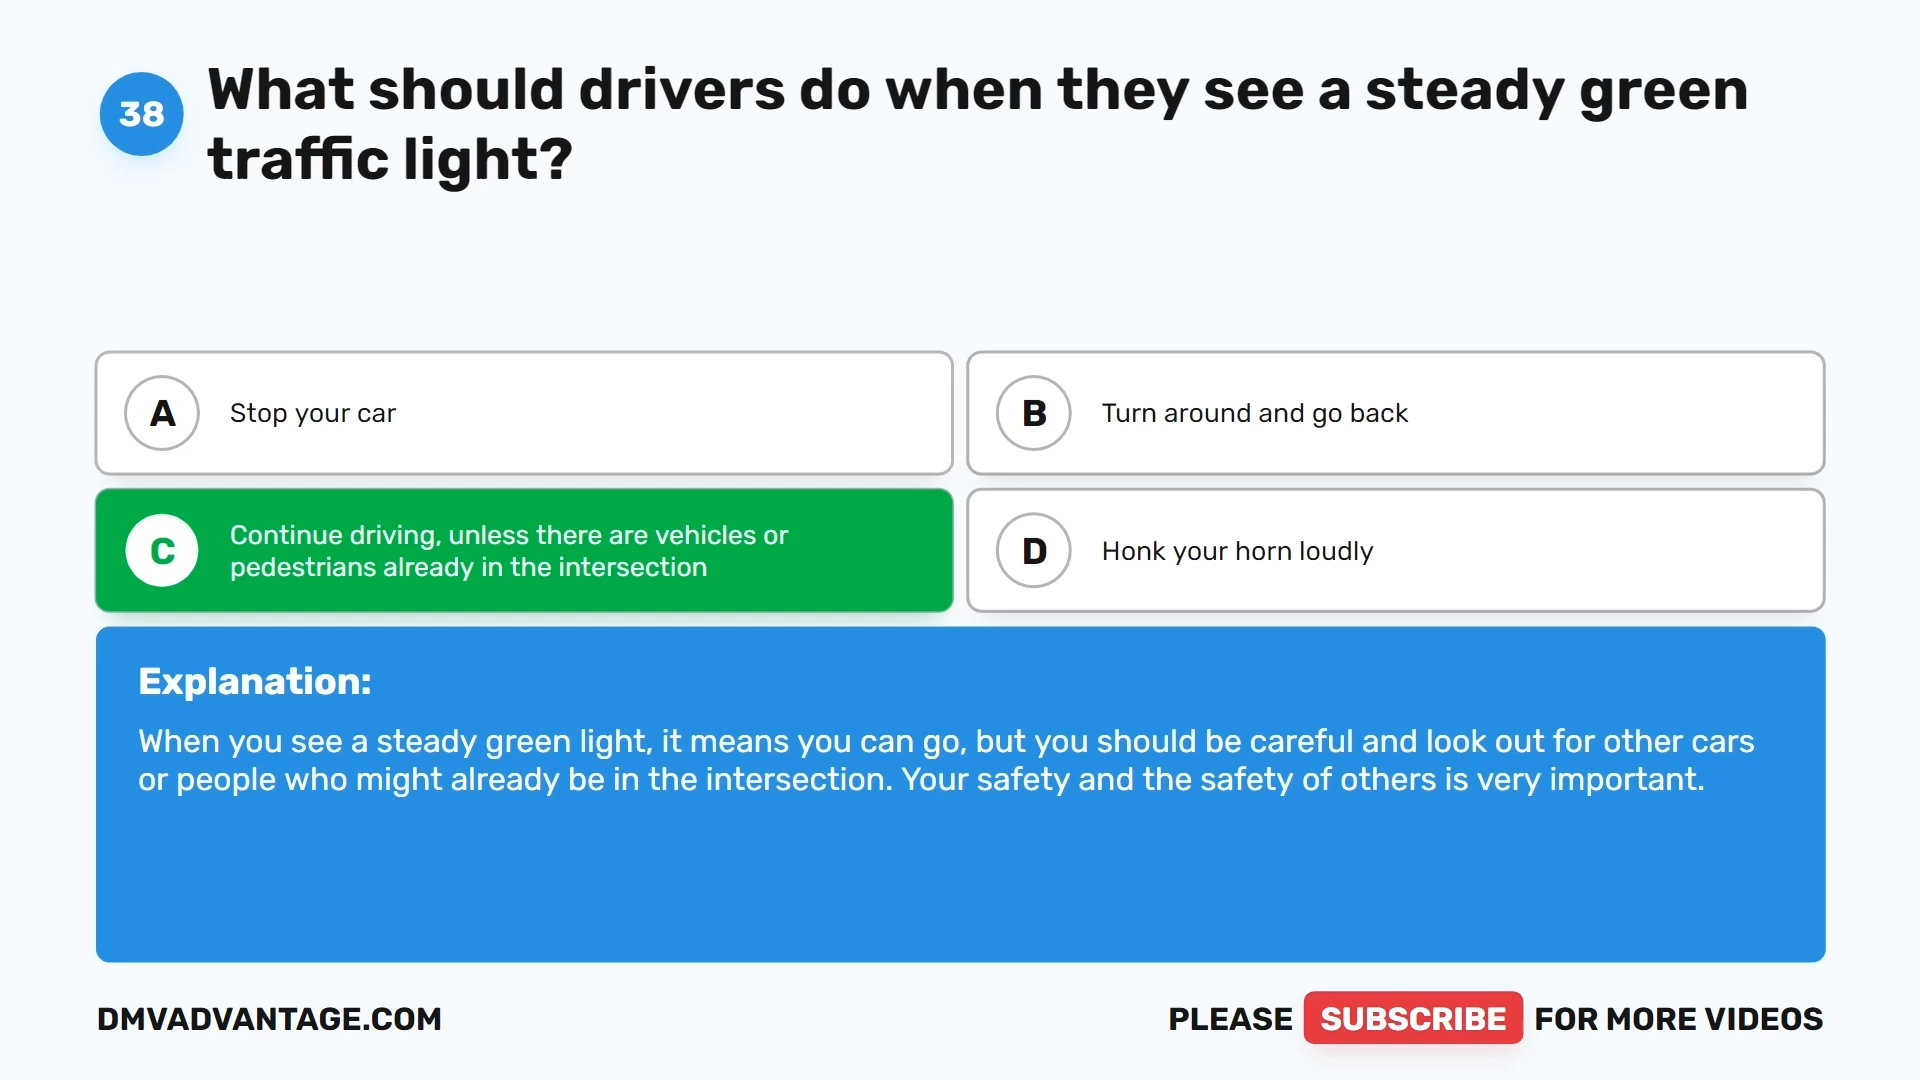 38
What should drivers do when they see a steady green
traffic light?
A
Stop your car
B
Turn around and go back
C
Continue driving, unless there are vehicles or
pedestrians already in the intersection
D
Honk your horn loudly
Explanation:
When you see a steady green light, it means you can go, but you should be careful and look out for other cars
or people who might already be in the intersection. Your safety and the safety of others is very important.
DMVADVANTAGE.COM
PLEASE SUBSCRIBE FOR MORE VIDEOS